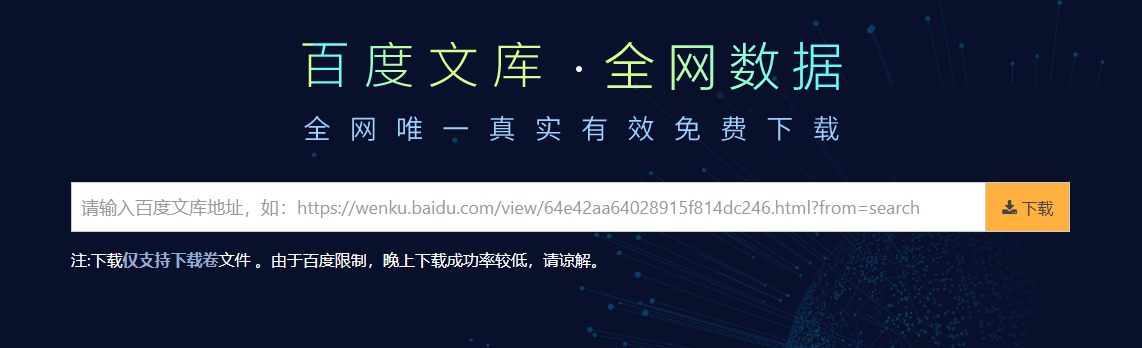 百度文库 · 全网数据
全网唯一真实有效免费下载
请输入百度文库地址，如：https://wenku.baidu.com/view/64e42aa64028915f814dc246.html?from=search 下载
注:下载仅支持下载卷文件 。由于百度限制，晚上下载成功率较低，请谅解。